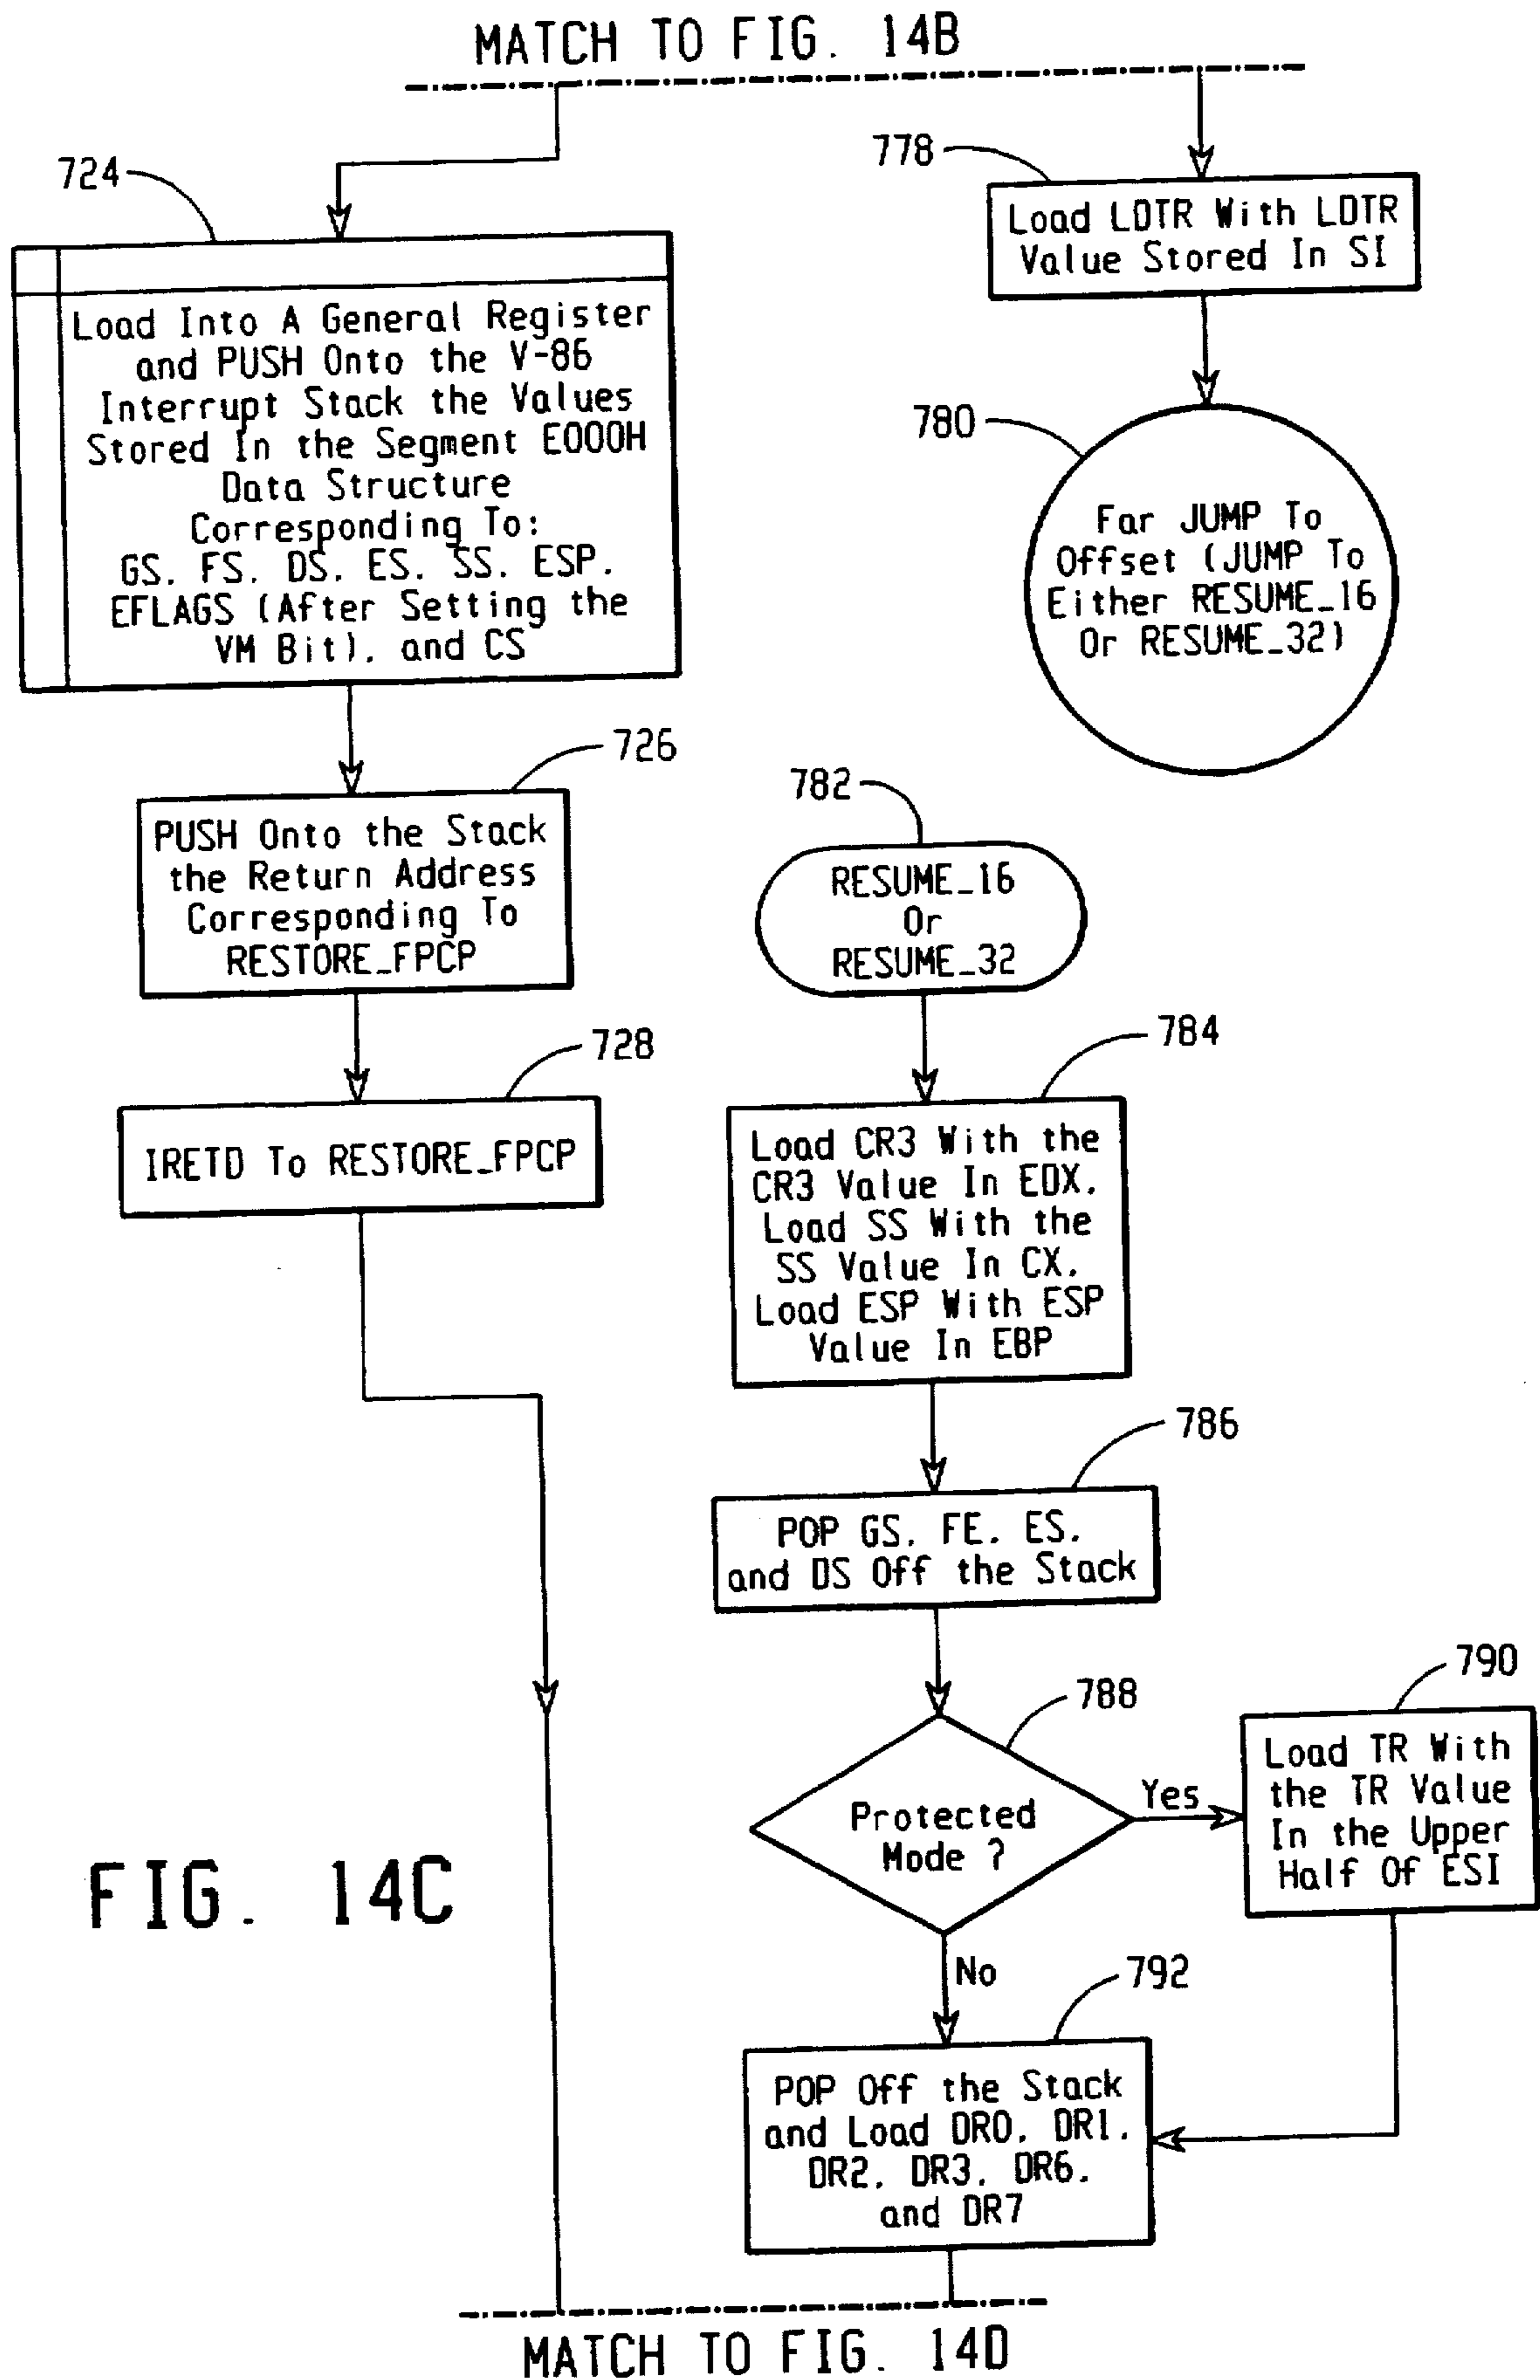 MATCH TO FIG. 14B
724
Load Into A General Register
and PUSH Onto the V-86
Interrupt Stack the Values
Stored In the Segment E000H
Data Structure
Corresponding To:
GS, FS, DS, ES, SS, ESP,
EFLAGS (After Setting the
VM Bit), and CS
726
PUSH Onto the Stack
the Return Address
Corresponding To
RESTORE_FPCP
728
IRETD To RESTORE_FPCP
778
Load LDTR With LDTR
Value Stored In SI
780
Far JUMP To
Offset (JUMP To
Either RESUME_16
Or RESUME_32)
782
RESUME_16
Or
RESUME_32
784
Load CR3 With the
CR3 Value In EDX,
Load SS With the
SS Value In CX,
Load ESP With ESP
Value In EBP
786
POP GS, FE, ES,
and DS Off the Stack
788
Protected
Mode ?
Yes
790
Load TR With
the TR Value
In the Upper
Half Of ESI
No
792
POP Off the Stack
and Load DR0, DR1,
DR2, DR3, DR6,
and DR7
FIG. 14C
MATCH TO FIG. 14D